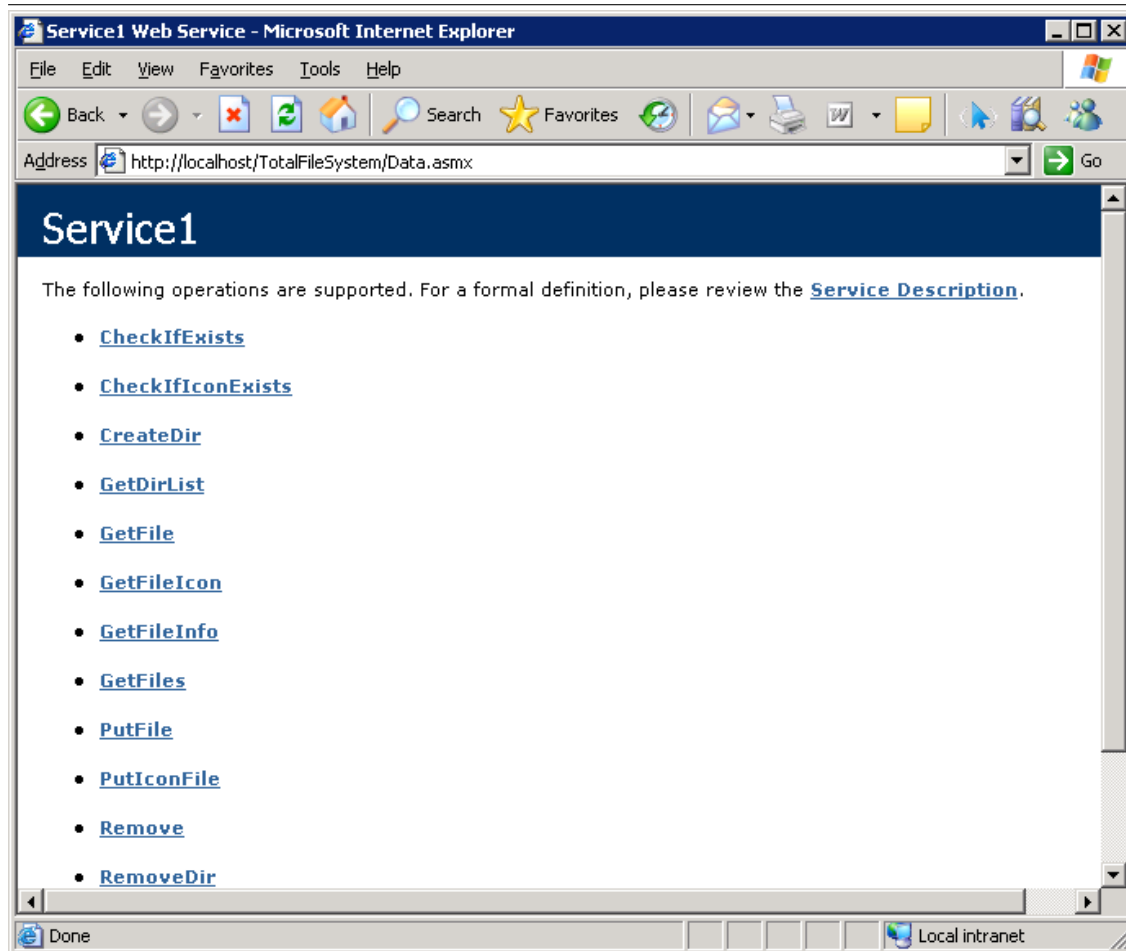 Service1 Web Service - Microsoft Internet Explorer
File Edit View Favorites Tools Help
Back Search Favorites W
Address http://localhost/TotalFileSystem/Data.asmx Go
Service1
The following operations are supported. For a formal definition, please review the Service Description.
CheckIfExists
CheckIfIconExists
CreateDir
GetDirList
GetFile
GetFileIcon
GetFileInfo
GetFiles
PutFile
PutIconFile
Remove
RemoveDir
Done Local intranet